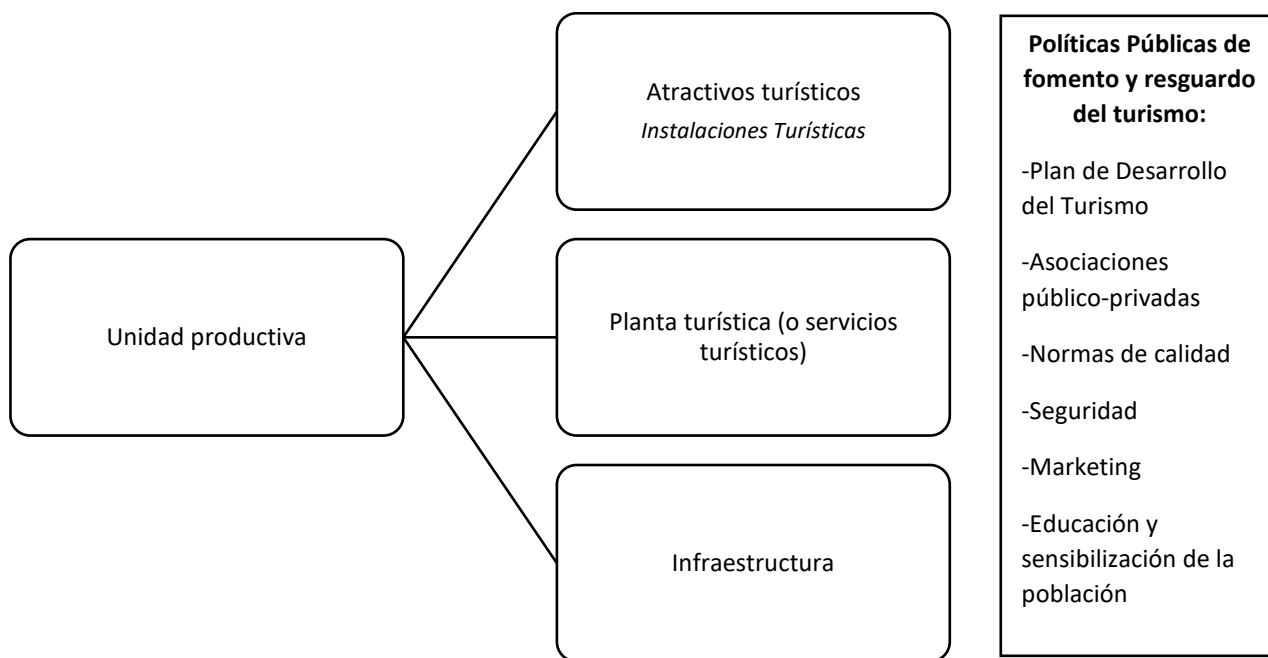 Unidad productiva
Atractivos turísticos
Instalaciones Turísticas
Planta turística (o servicios
turísticos)
Infraestructura
Políticas Públicas de
fomento y resguardo
del turismo:
-Plan de Desarrollo
del Turismo
-Asociaciones
público-privadas
-Normas de calidad
-Seguridad
-Marketing
-Educación y
sensibilización de la
población